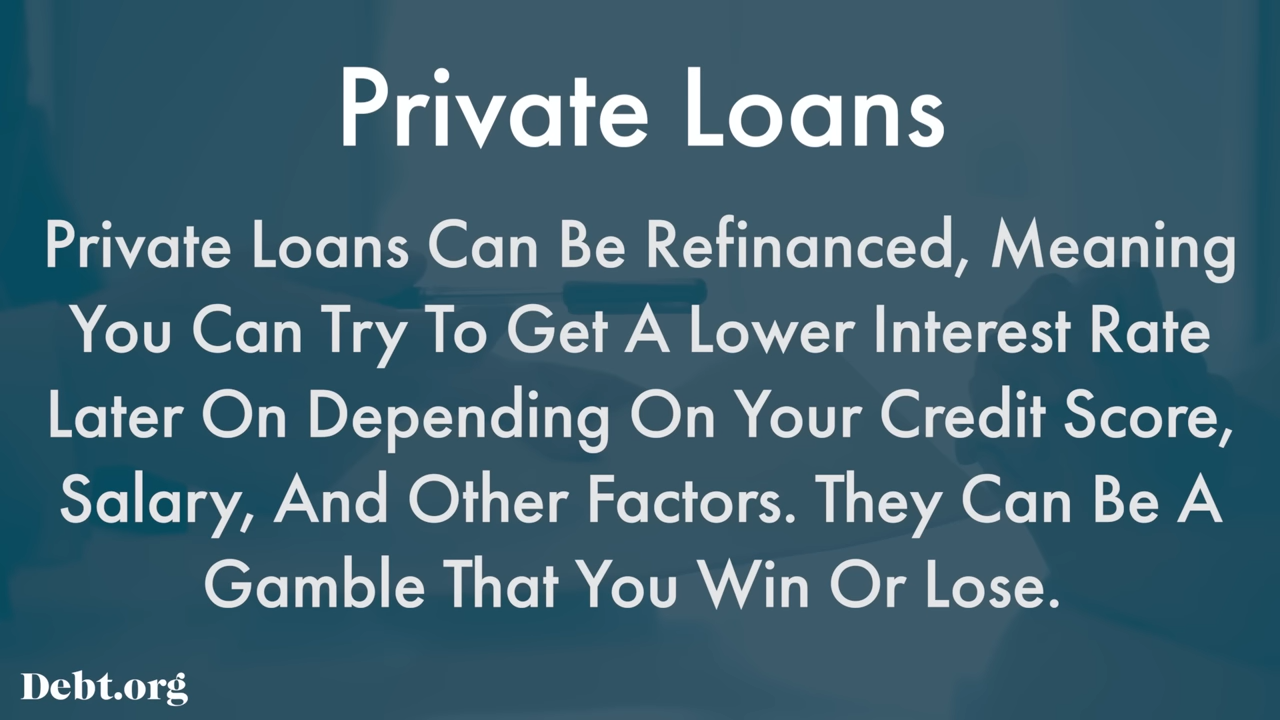 Private Loans
Private Loans Can Be Refinanced, Meaning
You Can Try To Get A Lower Interest Rate
Later On Depending On Your Credit Score,
Salary, And Other Factors. They Can Be A
Gamble That You Win Or Lose.
Debt.org